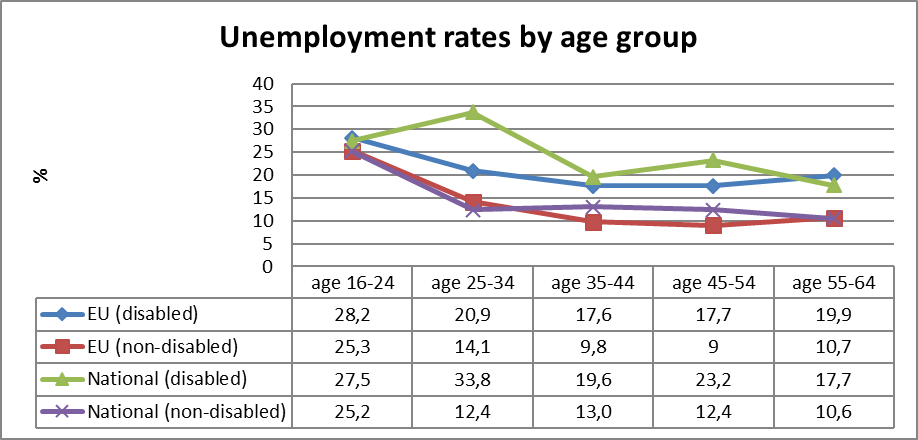 Unemployment rates by age group
%
40
35
30
25
20
15
10
5
0
age 16-24 age 25-34 age 35-44 age 45-54 age 55-64
EU (disabled) 28,2 20,9 17,6 17,7 19,9
EU (non-disabled) 25,3 14,1 9,8 9 10,7
National (disabled) 27,5 33,8 19,6 23,2 17,7
National (non-disabled) 25,2 12,4 13,0 12,4 10,6